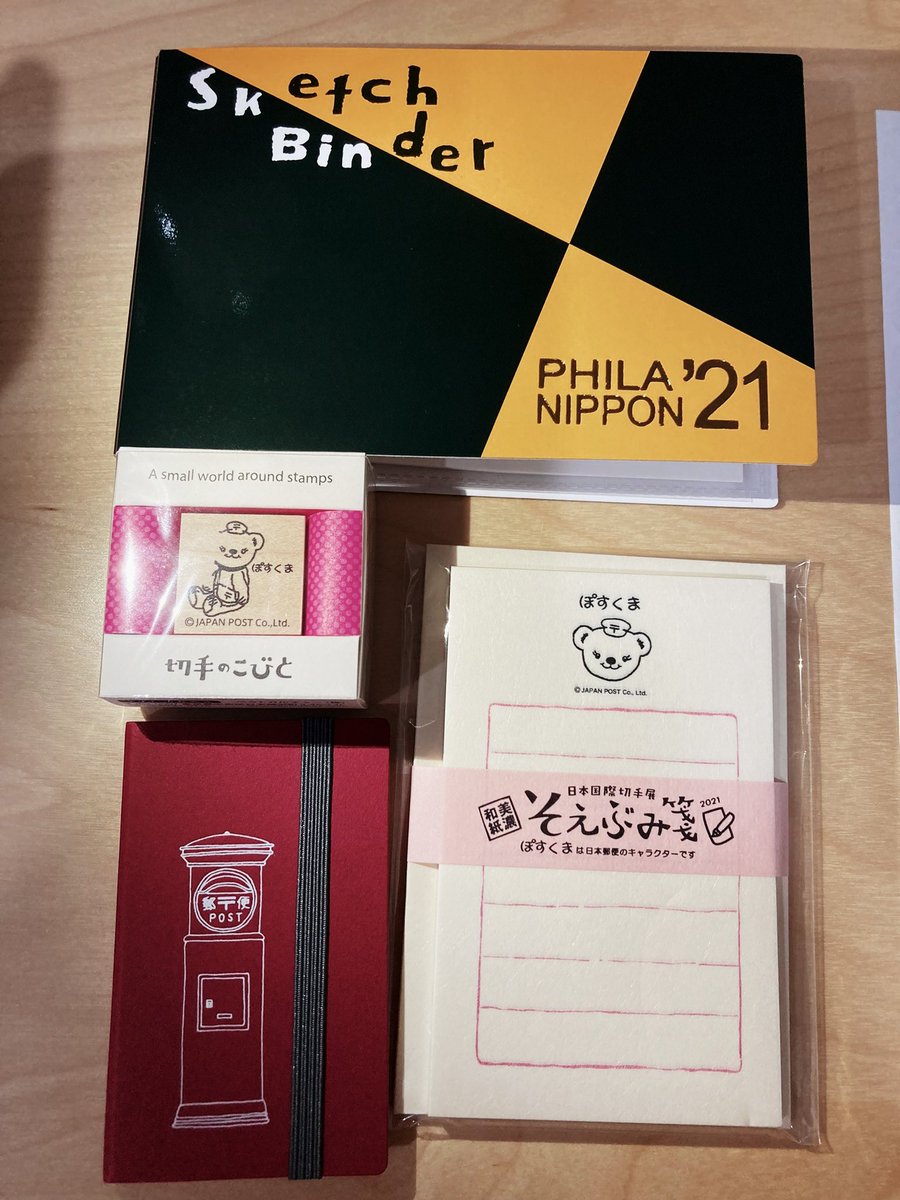 Sketch
Binder
PHILA
NIPPON
'21
A small world around stamps
〒
ぽすくま
©JAPAN POST Co.,Ltd.
切手のこびと
郵〒便
POST
ぽすくま
〒
©JAPAN POST Co., Ltd.
日本国際切手展
2021
美濃
和紙
そえぶみ箋
ぽすくまは日本郵便のキャラクターです